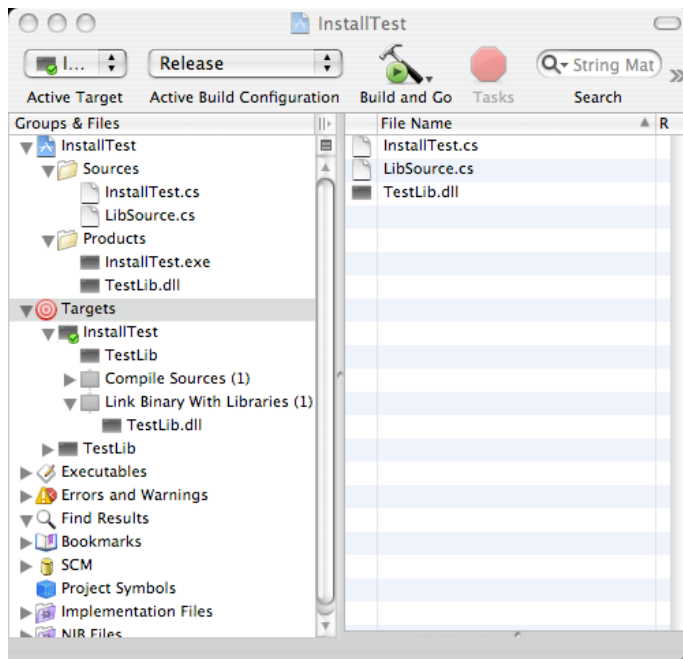 InstallTest
I... Release String Mat
Active Target Active Build Configuration Build and Go Tasks Search
Groups & Files
InstallTest
Sources
InstallTest.cs
LibSource.cs
Products
InstallTest.exe
TestLib.dll
Targets
InstallTest
TestLib
Compile Sources (1)
Link Binary With Libraries (1)
TestLib.dll
TestLib
Executables
Errors and Warnings
Find Results
Bookmarks
SCM
Project Symbols
Implementation Files
NIB Files
File Name R
InstallTest.cs
LibSource.cs
TestLib.dll